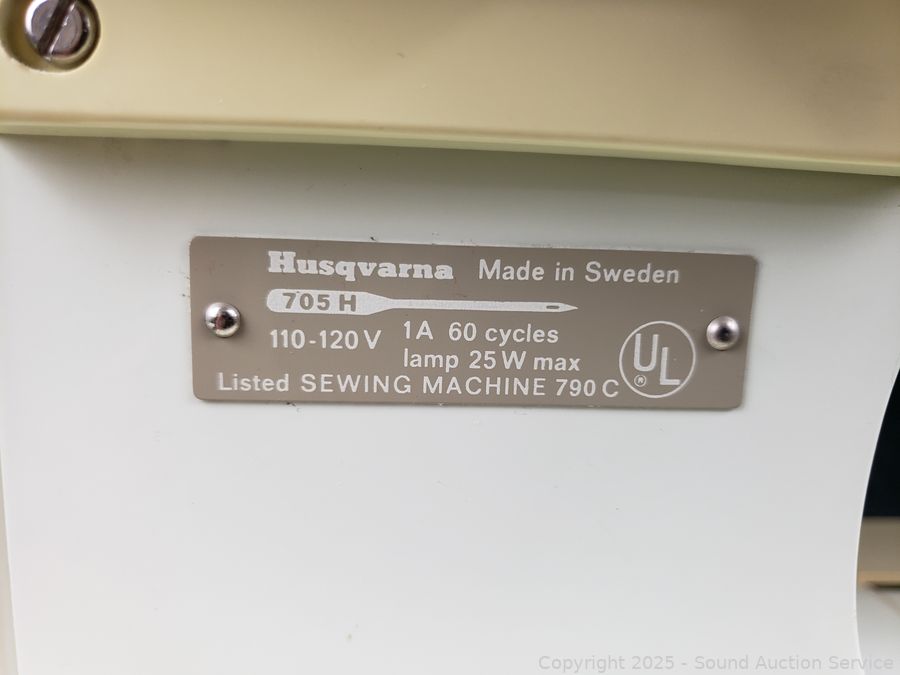 Husqvarna Made in Sweden
705 H
110-120 V 1A 60 cycles
lamp 25 W max
Listed SEWING MACHINE 790 C
UL
®
Copyright 2025 - Sound Auction Service